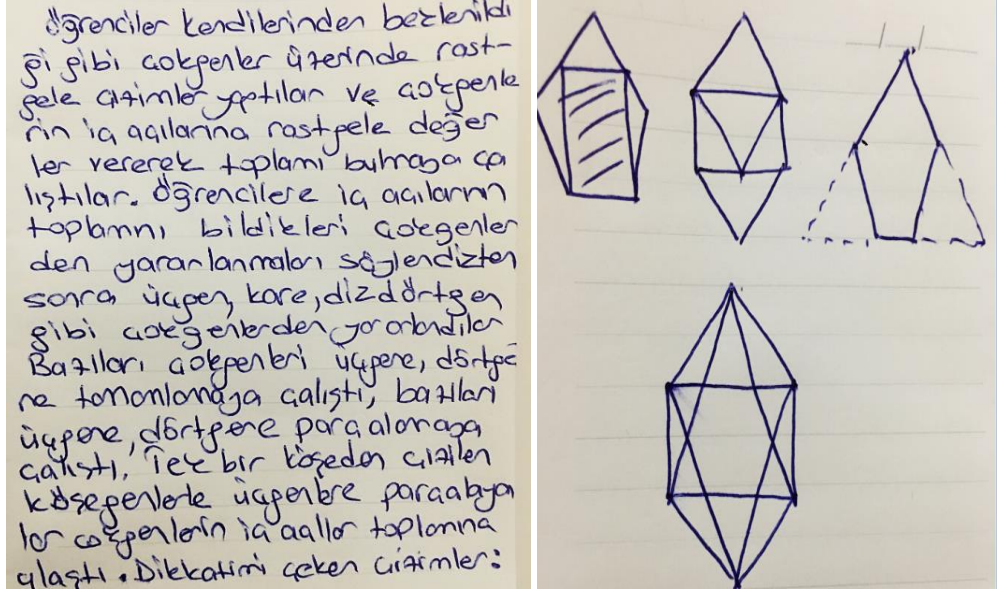 öğrenciler kendilerinden beklenildi
ği gibi çokgenler üzerinde rast-
gele çizimler yaptılar ve çokgenle
rin iç açılarına rastgele değer
ler vererek toplamı bulmaya ça
lıştılar. Öğrencilere iç açılarının
toplamını bildikleri çokgenler
den yararlanmaları söylendikten
sonra üçgen, kare, dikdörtgen
gibi çokgenlerden yararlandılar
Bazıları çokgenleri üçgene, dörtge
ne tamamlamaya çalıştı, bazıları
üçgene, dörtgene parçalamaya
çalıştı. Tek bir köşeden çizilen
köşegenlerle üçgenlere parçalayan
lar çokgenlerin iç açılar toplamına
ulaştı. Dikkatimi çeken çizimler: